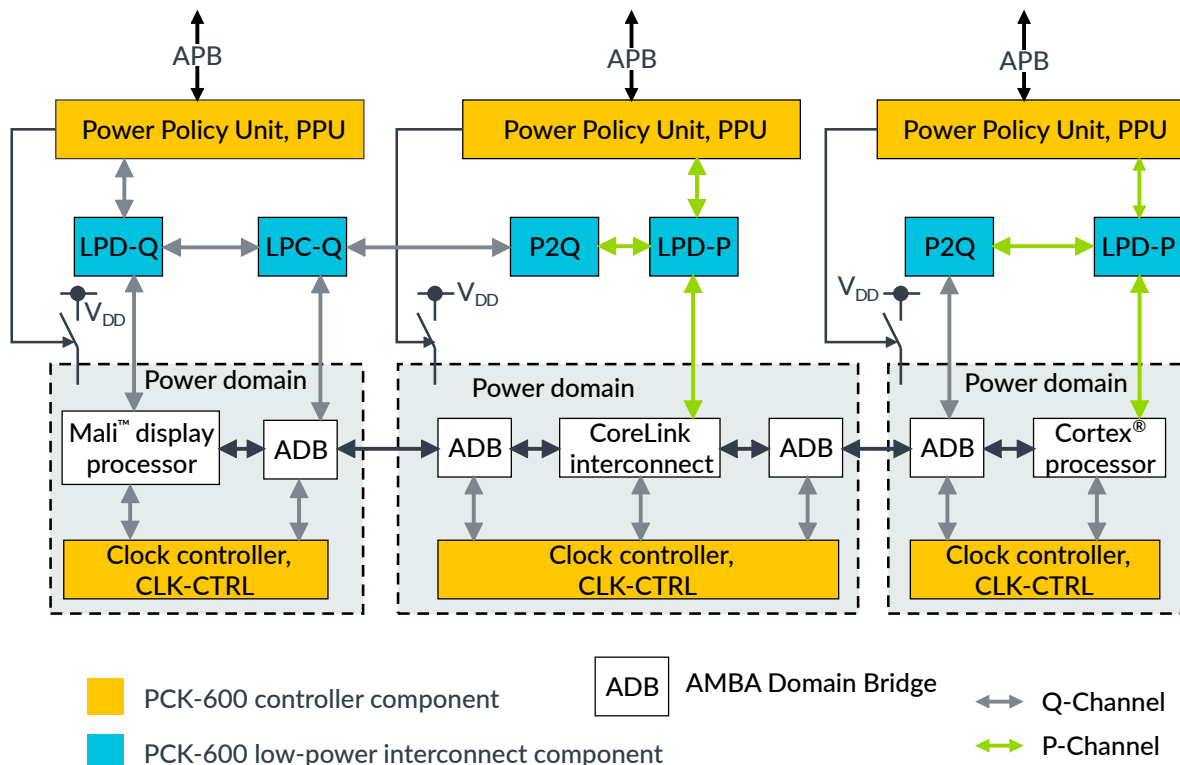 APB
APB
APB
Power Policy Unit, PPU
Power Policy Unit, PPU
Power Policy Unit, PPU
LPD-Q
LPC-Q
P2Q
LPD-P
P2Q
LPD-P
VDD
VDD
VDD
Power domain
Power domain
Power domain
Mali™ display
processor
ADB
ADB
CoreLink
interconnect
ADB
ADB
Cortex®
processor
Clock controller,
CLK-CTRL
Clock controller,
CLK-CTRL
Clock controller,
CLK-CTRL
PCK-600 controller component
PCK-600 low-power interconnect component
ADB
AMBA Domain Bridge
Q-Channel
P-Channel